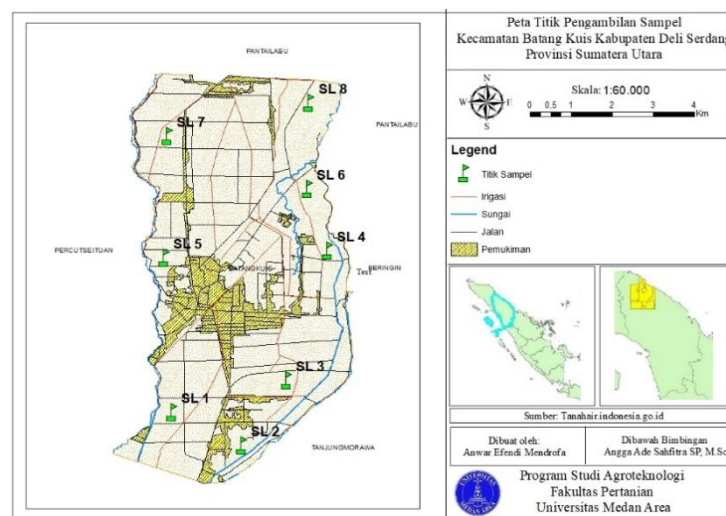 Peta Titik Pengambilan Sampel
Kecamatan Batang Kuis Kabupaten Deli Serdang
Provinsi Sumatera Utara
N
W
E
S
Skala: 1:60.000
0 0.5 1 2 3 4
Km
Legend
Titik Sampel
Irigasi
Sungai
Jalan
Pemukiman
PANTAILABU
SL 8
SL 7
PANTAILABU
SL 6
SL 4
PERCUTSEITUAN
SL 5
BATANGKUIS
Test
BERINGIN
SL 3
SL 1
SL 2
TANJUNGMORAWA
Sumber: Tanahair.indonesia.go.id
Dibuat oleh:
Anwar Efendi Mendrofa
Dibawah Bimbingan
Angga Ade Sahfitra SP, M.Sc
UNIVERSITAS
MEDAN AREA
Program Studi Agroteknologi
Fakultas Pertanian
Universitas Medan Area